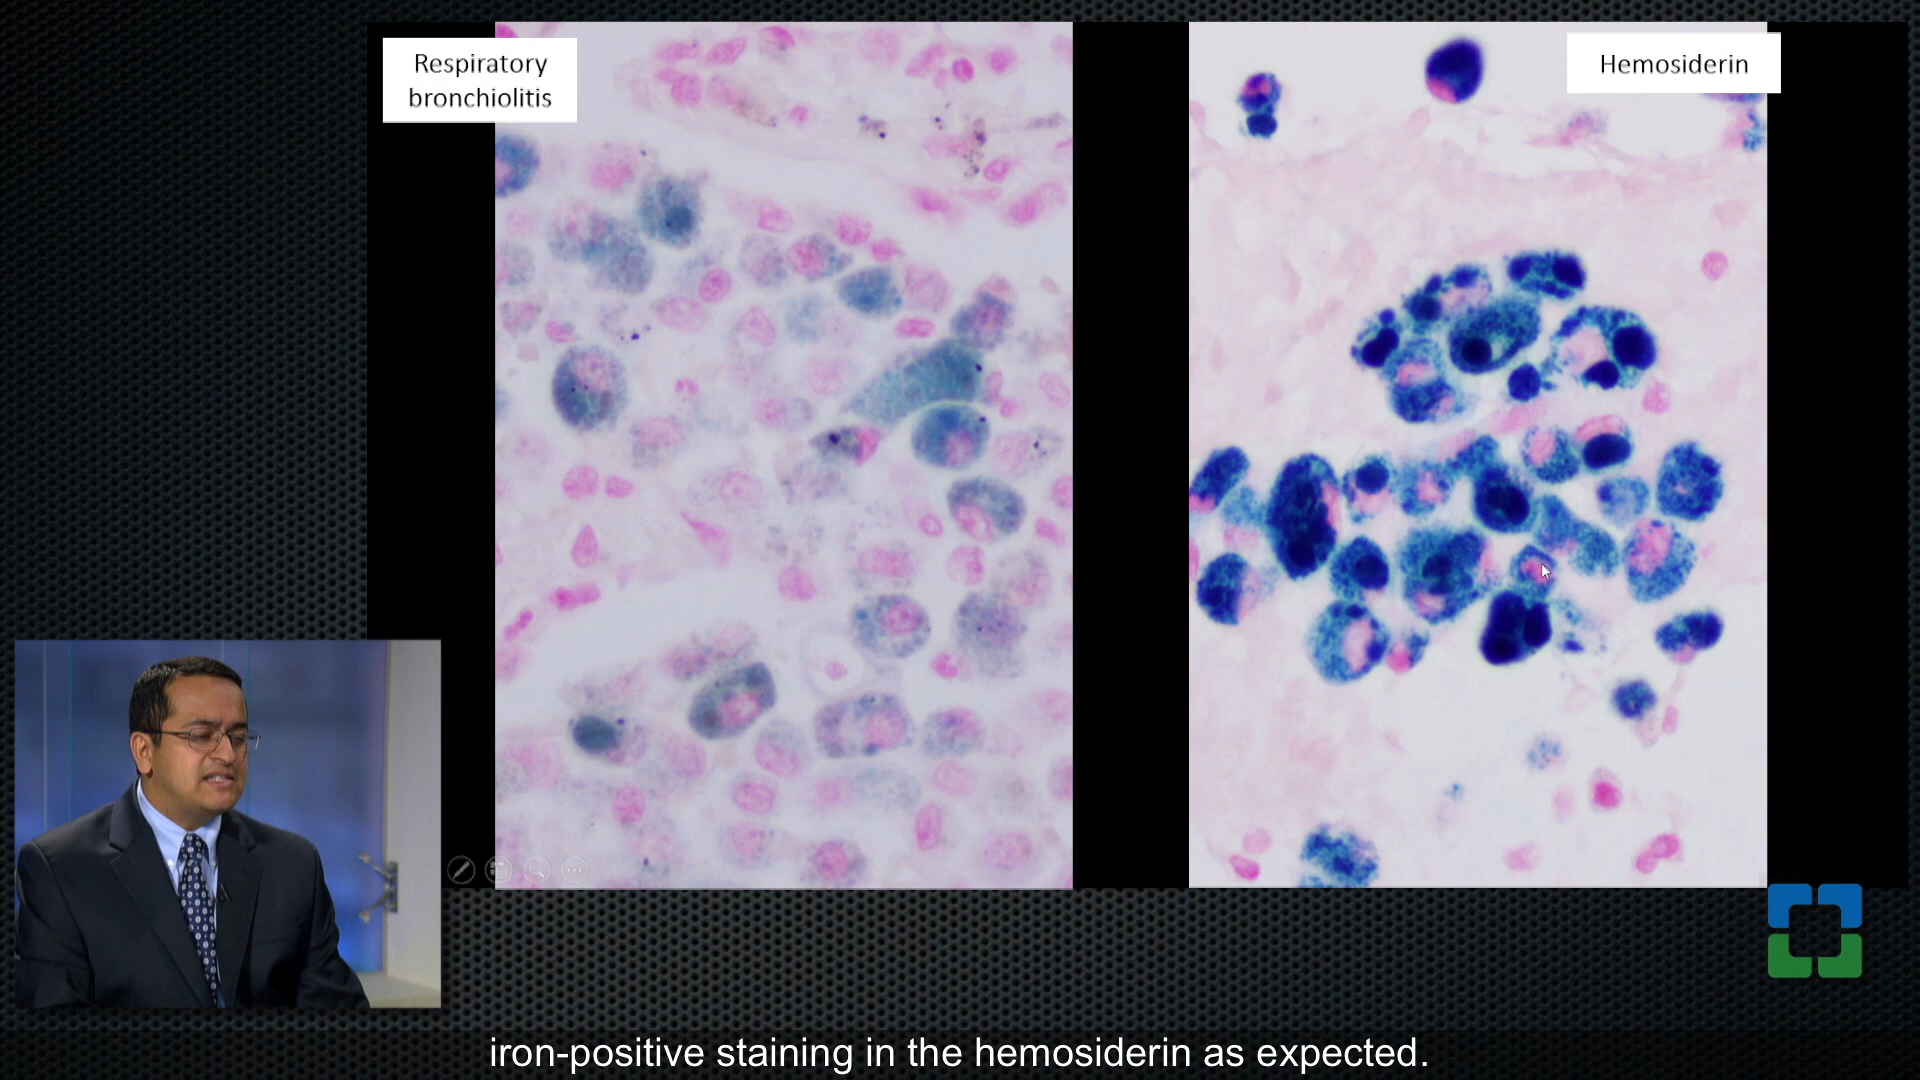 Respiratory
bronchiolitis
Hemosiderin
iron-positive staining in the hemosiderin as expected.